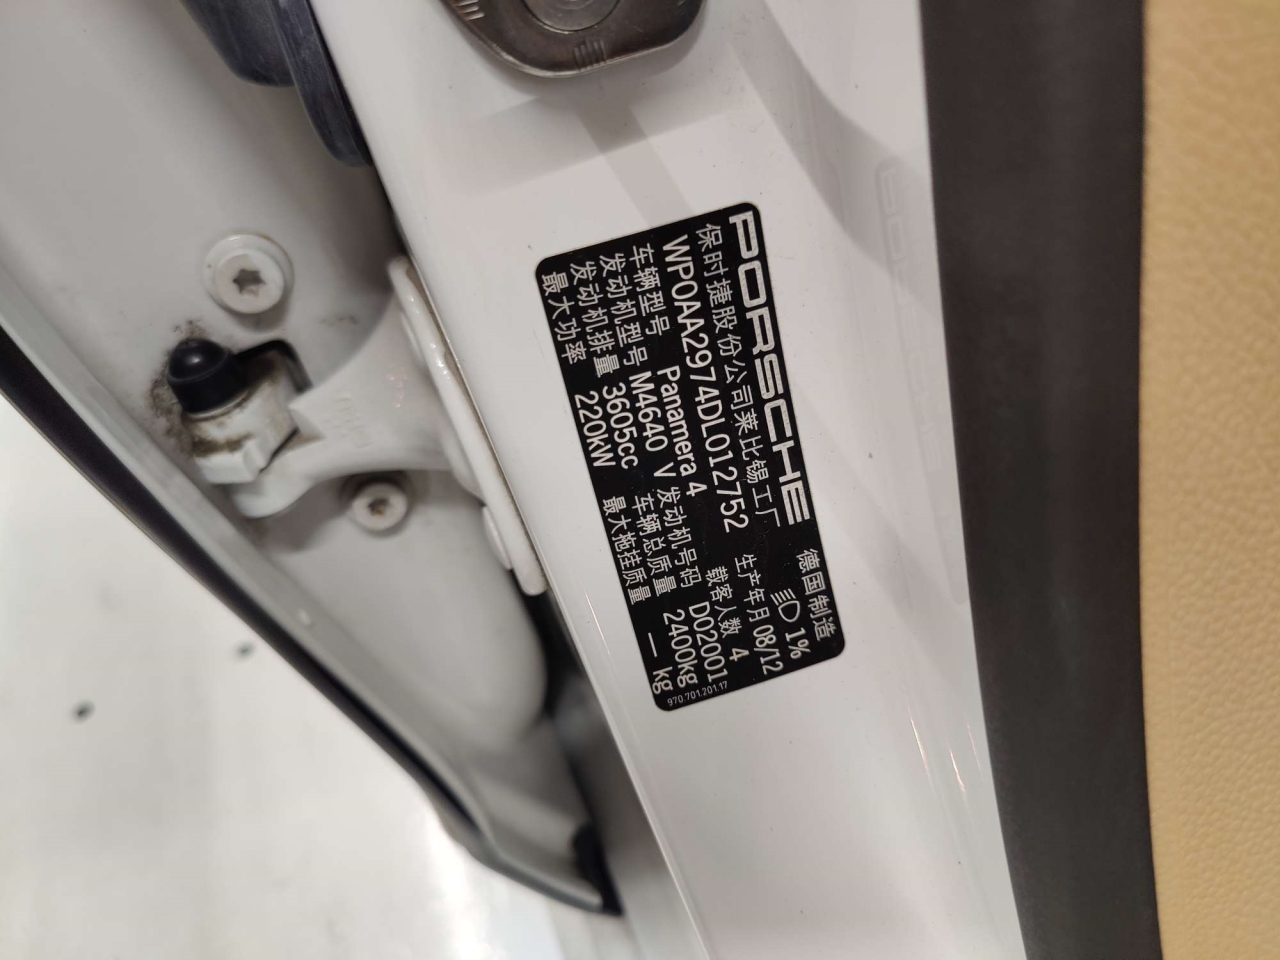 PORSCHE
德国制造
保时捷股份公司莱比锡工厂
1%
WP0AA2974DL012752
生产年月 08/12
车辆型号 Panamera 4
载客人数 4
发动机型号 M4640 V
发动机号码 D02001
发动机排量 3605cc
车辆总质量 2400kg
最大功率 220kW
最大拖挂质量 — kg
970.701.201.17